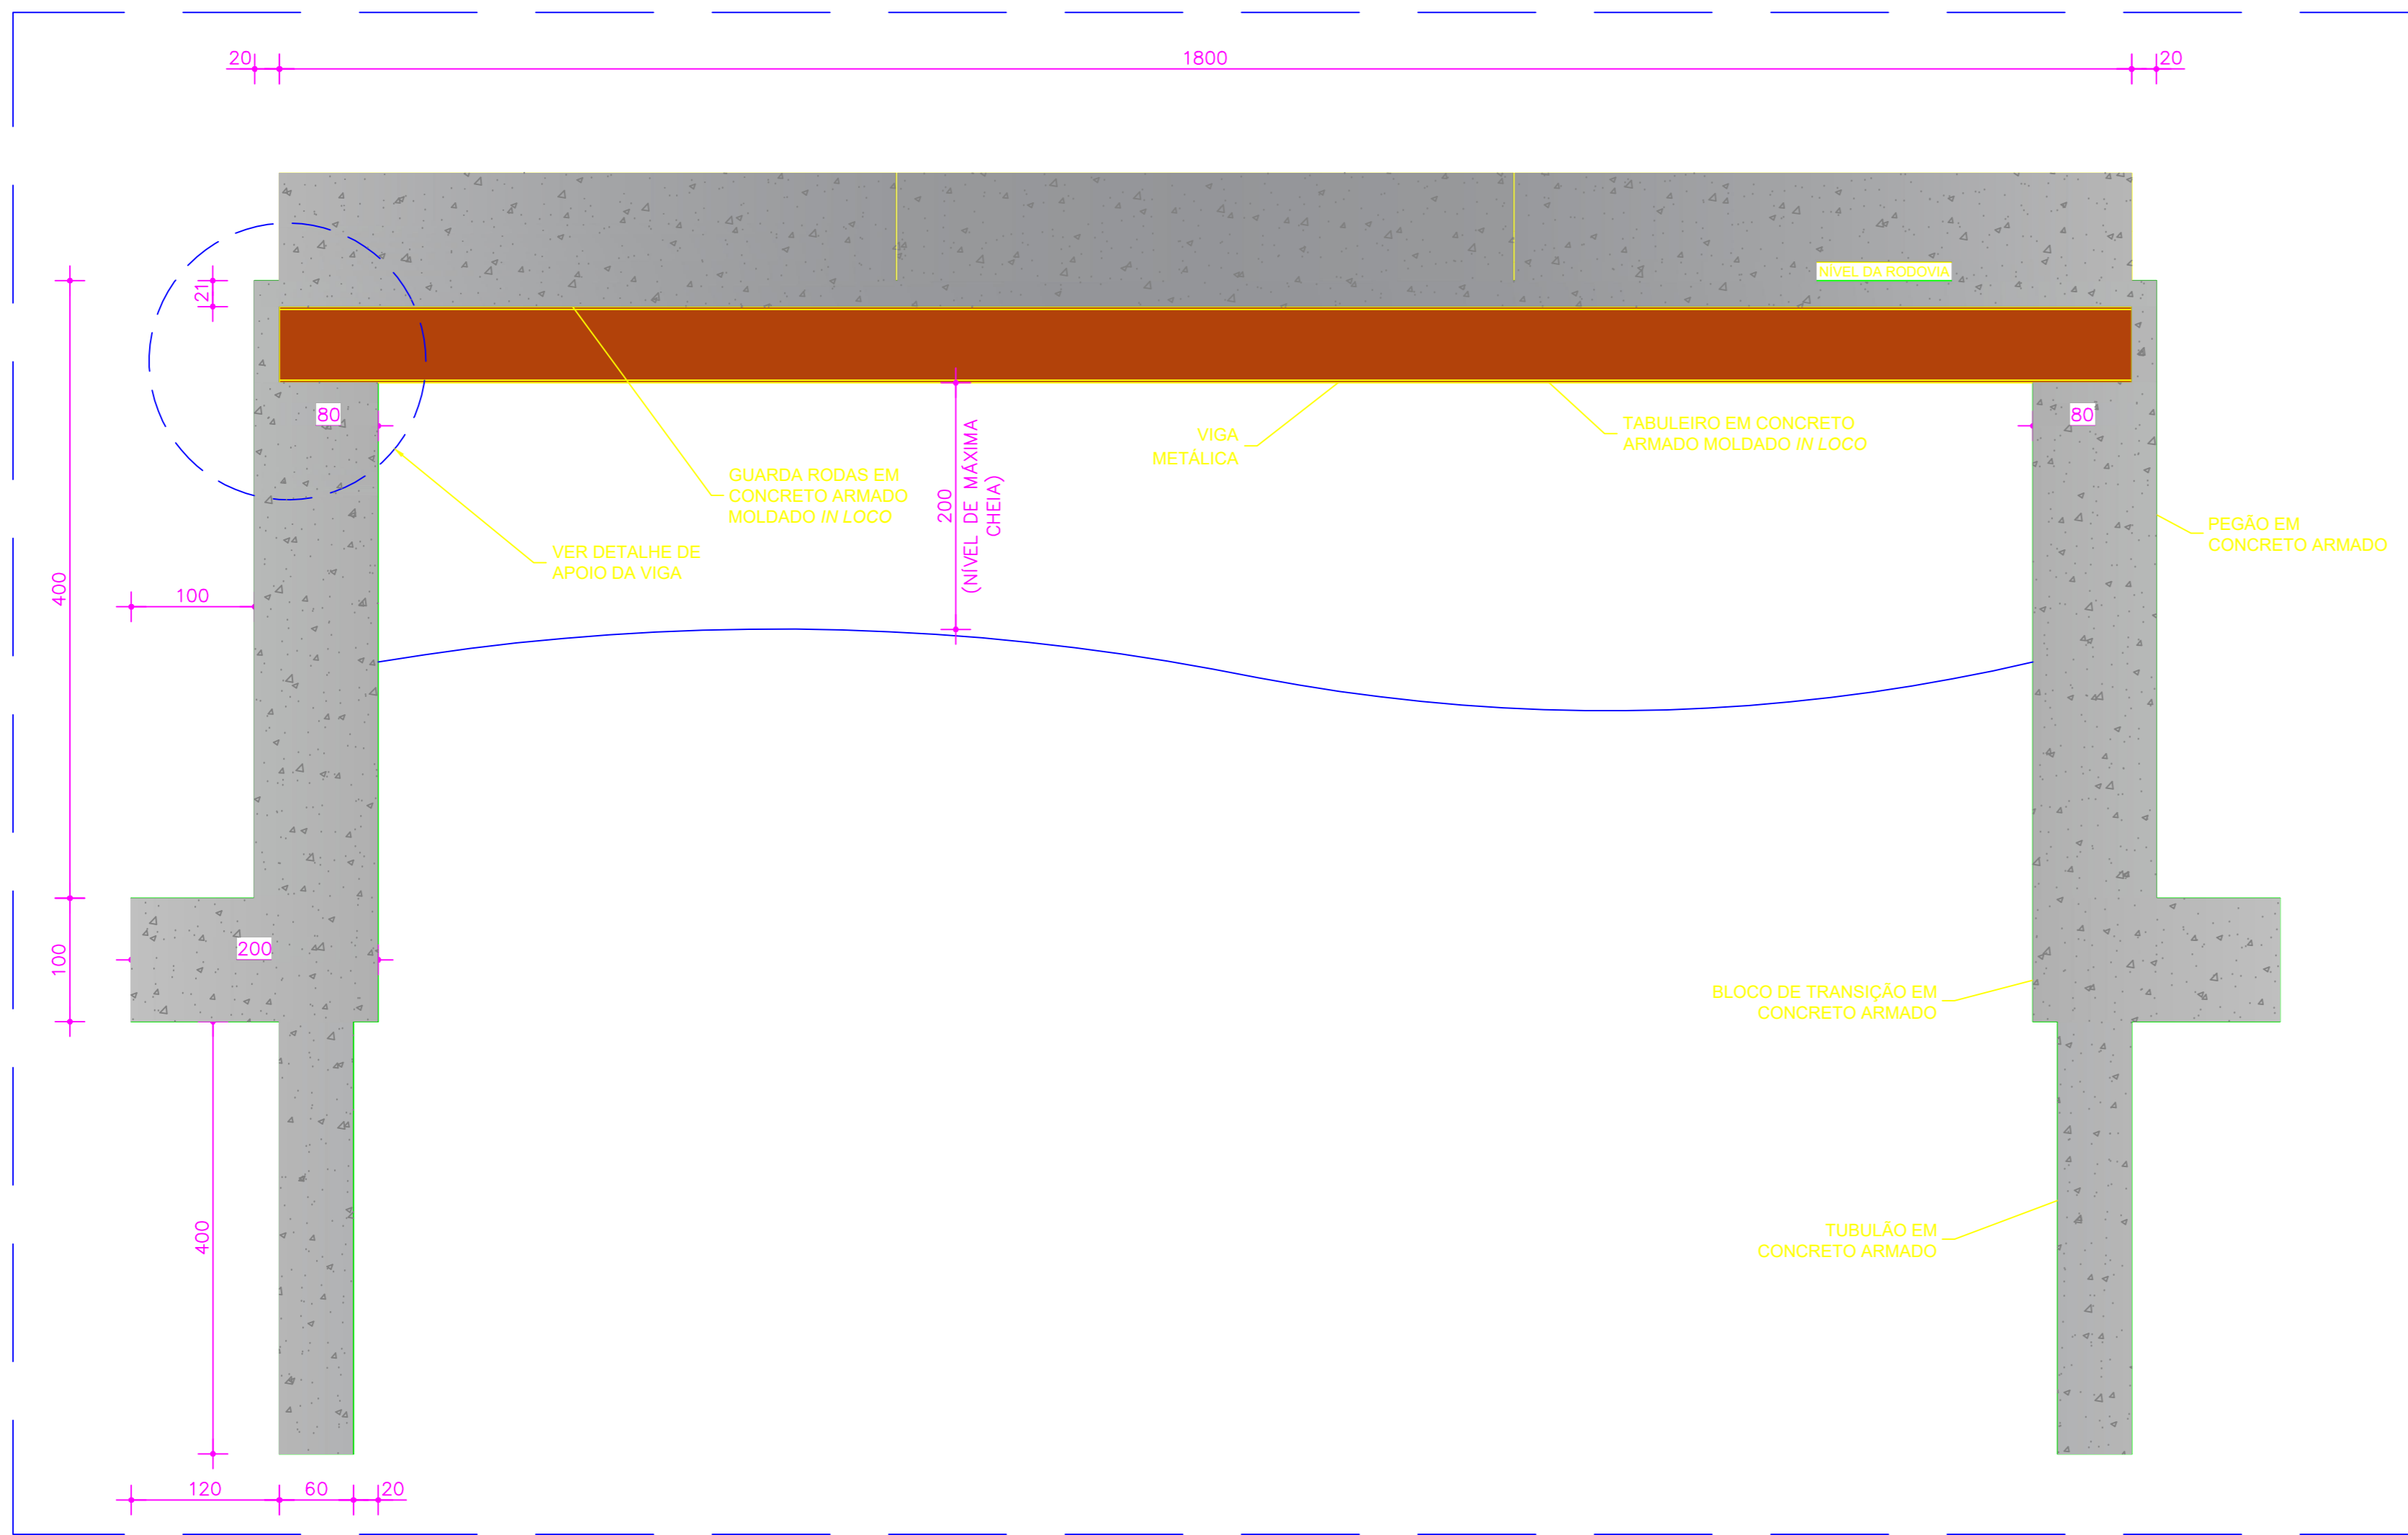 20
1800
20
NÍVEL DA RODOVIA
21
80
80
VIGA
METÁLICA
TABULEIRO EM CONCRETO
ARMADO MOLDADO IN LOCO
GUARDA RODAS EM
CONCRETO ARMADO
MOLDADO IN LOCO
200
(NÍVEL DE MÁXIMA
CHEIA)
PEGÃO EM
CONCRETO ARMADO
VER DETALHE DE
APOIO DA VIGA
400
100
100
200
BLOCO DE TRANSIÇÃO EM
CONCRETO ARMADO
400
TUBULÃO EM
CONCRETO ARMADO
120
60
20